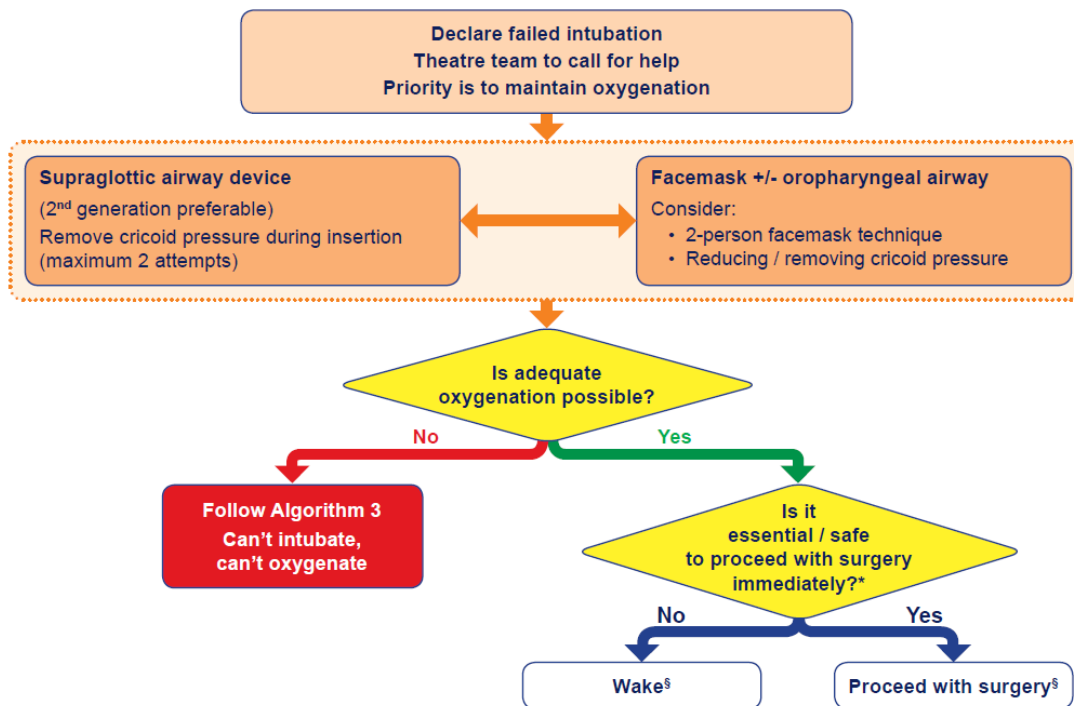 Declare failed intubation
Theatre team to call for help
Priority is to maintain oxygenation
Supraglottic airway device
(2nd generation preferable)
Remove cricoid pressure during insertion
(maximum 2 attempts)
Facemask +/- oropharyngeal airway
Consider:
• 2-person facemask technique
• Reducing / removing cricoid pressure
Is adequate
oxygenation possible?
No
Yes
Follow Algorithm 3
Can’t intubate,
can’t oxygenate
Is it
essential / safe
to proceed with surgery
immediately?*
No
Yes
Wake§
Proceed with surgery§